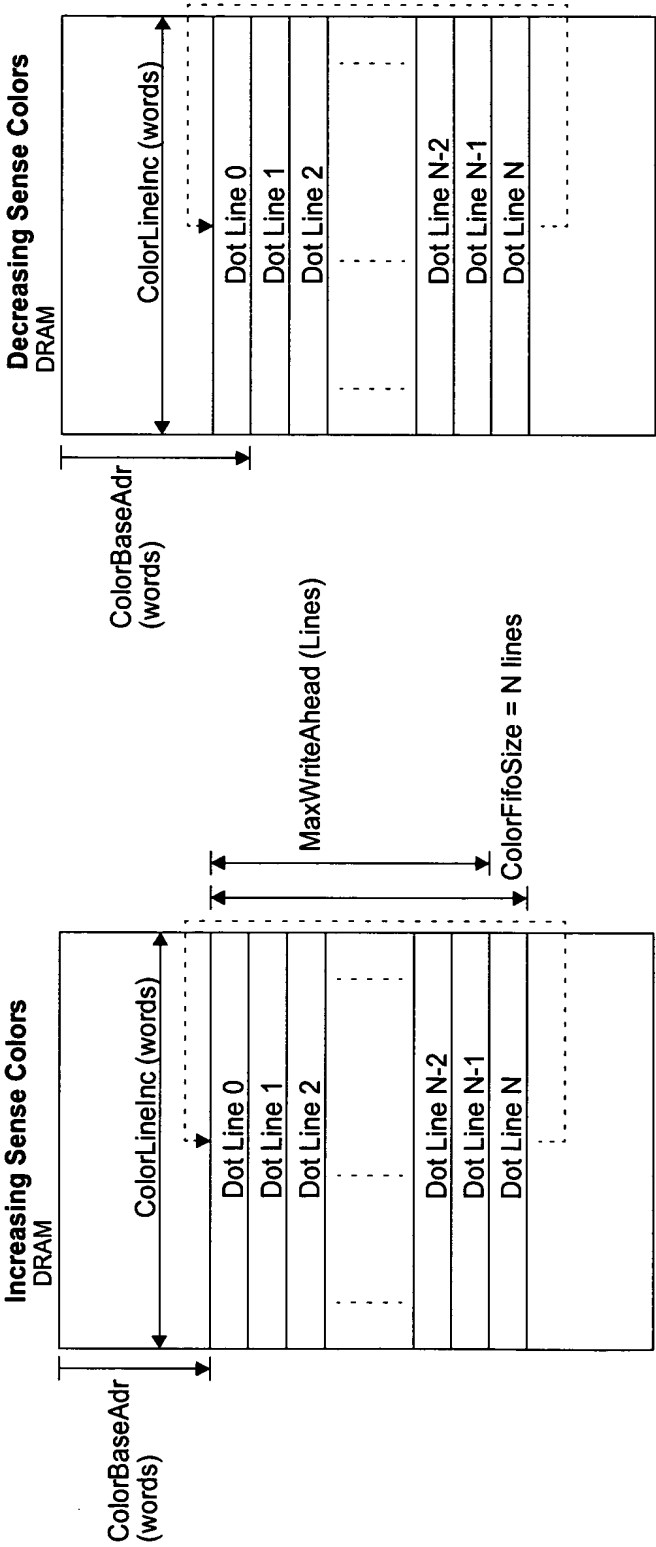 Increasing Sense Colors
DRAM
ColorBaseAdr
(words)
ColorLineInc (words)
Dot Line 0
Dot Line 1
Dot Line 2
Dot Line N-2
Dot Line N-1
Dot Line N
MaxWriteAhead (Lines)
ColorFifoSize = N lines
Decreasing Sense Colors
DRAM
ColorBaseAdr
(words)
ColorLineInc (words)
Dot Line 0
Dot Line 1
Dot Line 2
Dot Line N-2
Dot Line N-1
Dot Line N